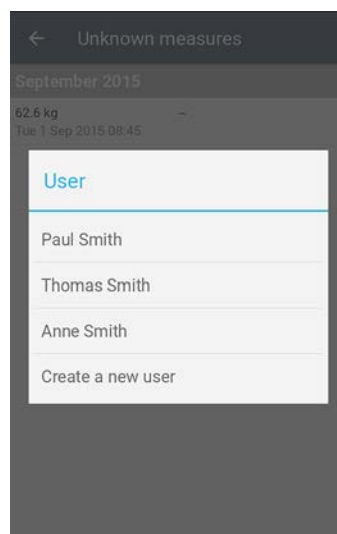 Unknown measures
September 2015
62.6 kg --
Tue 1 Sep 2015 08:45
User
Paul Smith
Thomas Smith
Anne Smith
Create a new user